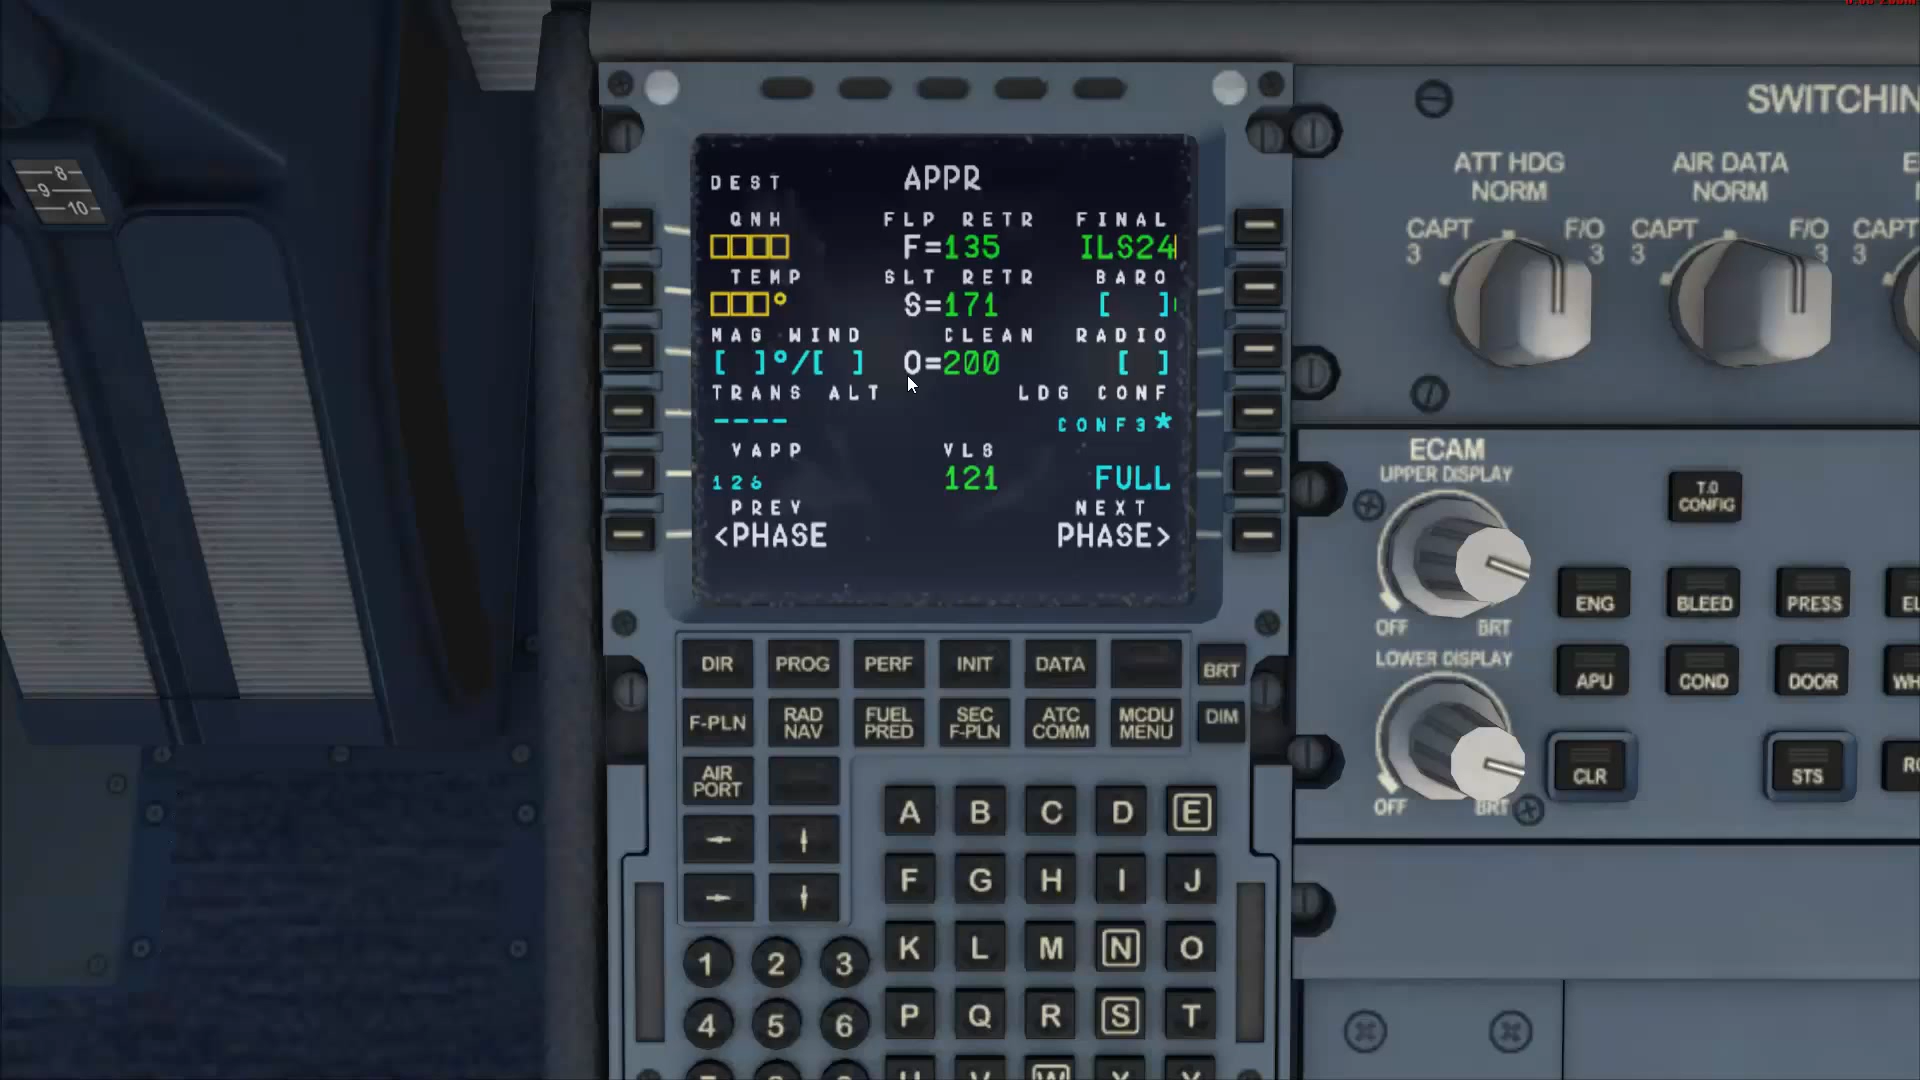 DEST APPR
QNH FLP RETR FINAL
F=135 ILS24
TEMP SLT RETR BARO
° S=171 [ ]
MAG WIND CLEAN RADIO
[ ]°/[ ] O=200 [ ]
TRANS ALT LDG CONF
---- CONF3*
VAPP VLS
126 121 FULL
PREV NEXT
<PHASE PHASE>
DIR PROG PERF INIT DATA BRT
F-PLN RAD NAV FUEL PRED SEC F-PLN ATC COMM MCDU MENU DIM
AIR PORT
A B C D E
F G H I J
K L M N O
P Q R S T
1 2 3
4 5 6
8
9
10
SWITCHIN
ATT HDG AIR DATA
NORM NORM
CAPT F/O CAPT F/O CAPT
3 3 3 3 3
ECAM
UPPER DISPLAY
OFF BRT
LOWER DISPLAY
OFF BRT
T.O CONFIG
ENG BLEED PRESS
APU COND DOOR
CLR STS